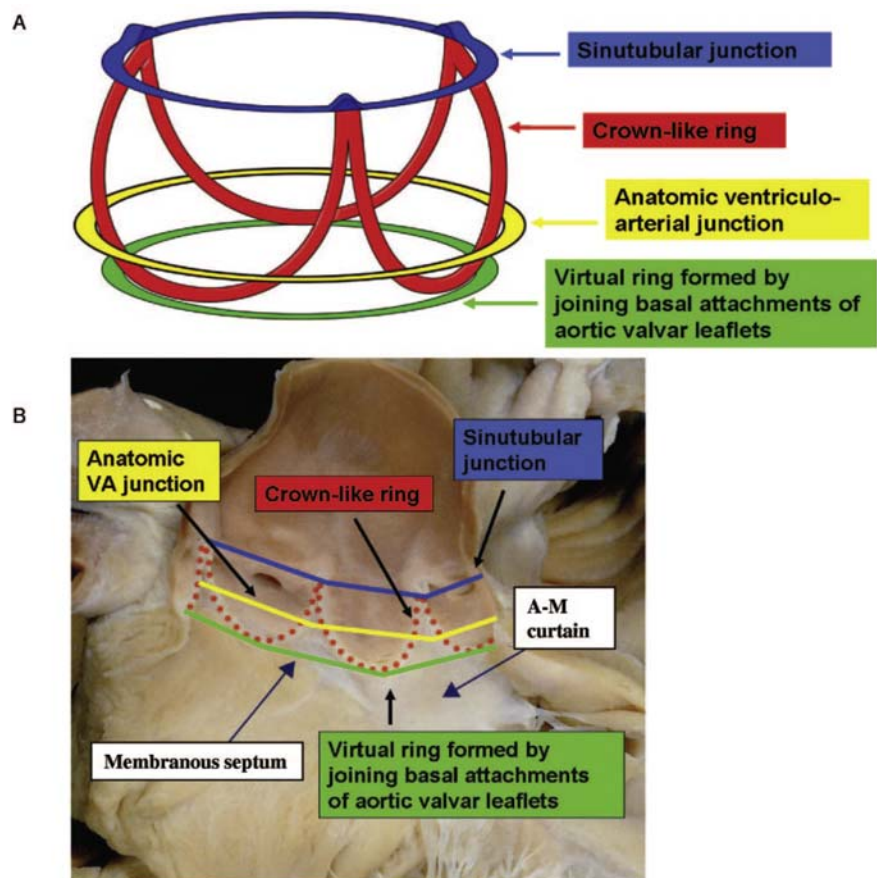 A
Sinutubular junction
Crown-like ring
Anatomic ventriculo-
arterial junction
Virtual ring formed by
joining basal attachments of
aortic valvar leaflets
B
Anatomic
VA junction
Crown-like ring
Sinutubular
junction
A-M
curtain
Membranous septum
Virtual ring formed by
joining basal attachments
of aortic valvar leaflets